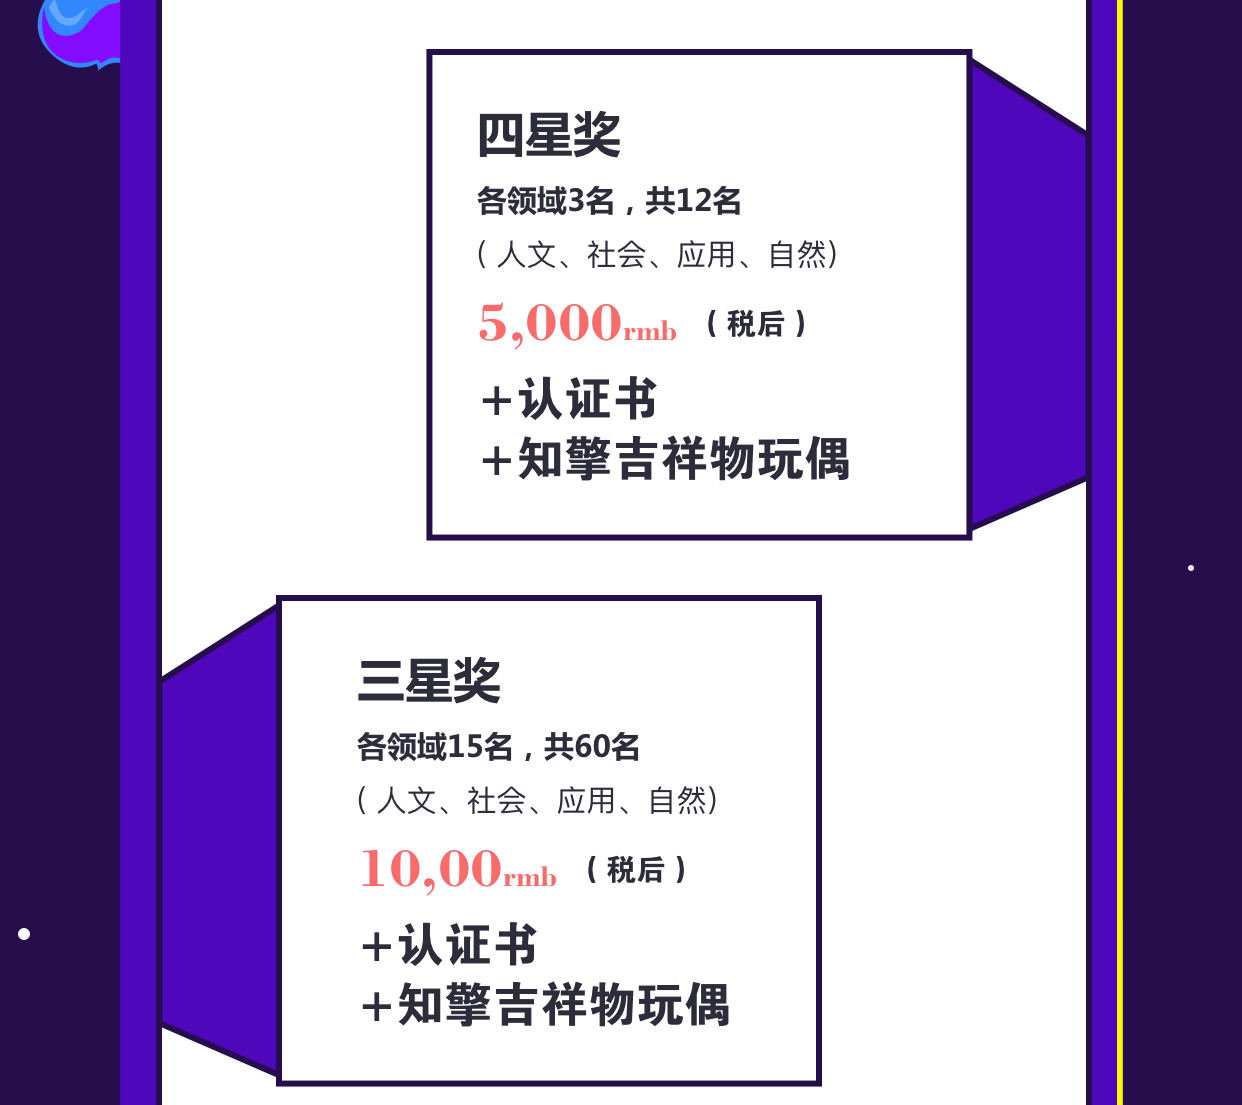 四星奖
各领域3名，共12名
（人文、社会、应用、自然）
5,000rmb （税后）
+认证书
+知擎吉祥物玩偶
三星奖
各领域15名，共60名
（人文、社会、应用、自然）
10,00rmb （税后）
+认证书
+知擎吉祥物玩偶